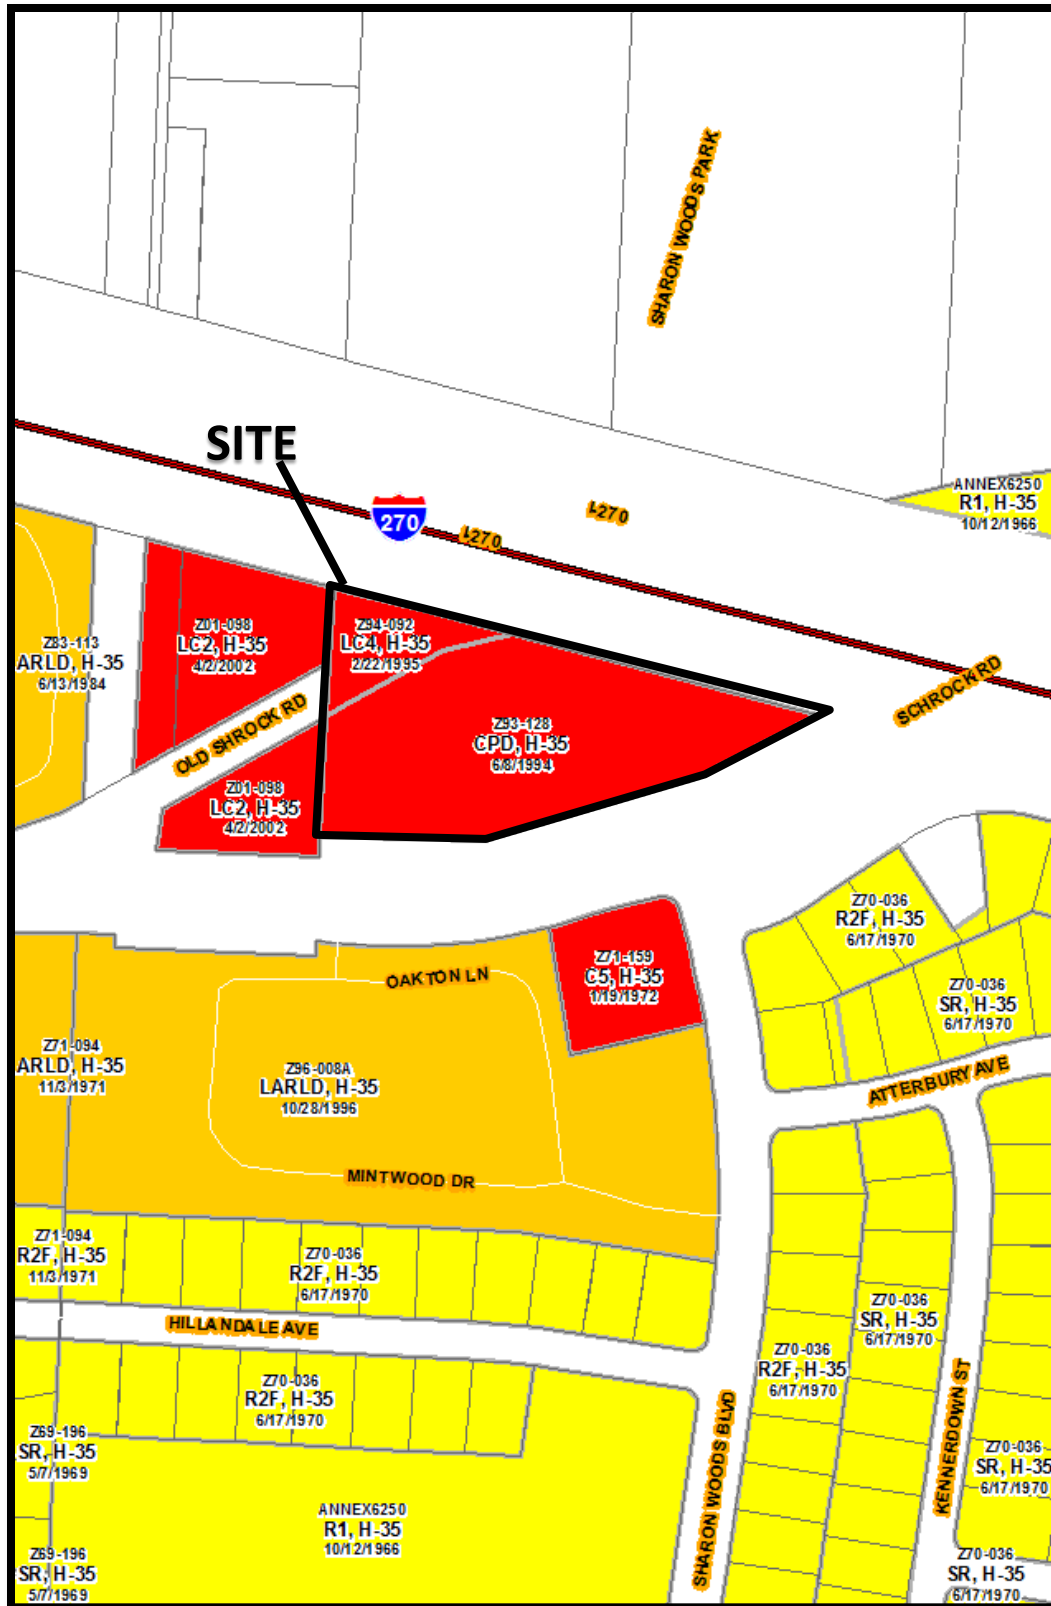 SHARON WOODS PARK
SITE
270
I-270
I-270
ANNEX6250
R1, H-35
10/12/1966
Z83-113
ARLD, H-35
6/13/1984
Z01-098
LC2, H-35
4/2/2002
Z94-092
LC4, H-35
2/22/1995
SCHROCK RD
OLD SHROCK RD
Z93-128
CPD, H-35
6/8/1994
Z01-098
LC2, H-35
4/2/2002
Z70-036
R2F, H-35
6/17/1970
Z71-159
C5, H-35
1/19/1972
OAKTON LN
Z70-036
SR, H-35
6/17/1970
Z71-094
ARLD, H-35
11/3/1971
Z96-008A
LARLD, H-35
10/28/1996
ATTERBURY AVE
MINTWOOD DR
Z71-094
R2F, H-35
11/3/1971
Z70-036
R2F, H-35
6/17/1970
Z70-036
SR, H-35
6/17/1970
HILLANDALE AVE
Z70-036
R2F, H-35
6/17/1970
Z70-036
R2F, H-35
6/17/1970
KENNERDOWN ST
SHARON WOODS BLVD
Z69-196
SR, H-35
5/7/1969
Z70-036
SR, H-35
6/17/1970
ANNEX6250
R1, H-35
10/12/1966
Z69-196
SR, H-35
5/7/1969
Z70-036
SR, H-35
6/17/1970